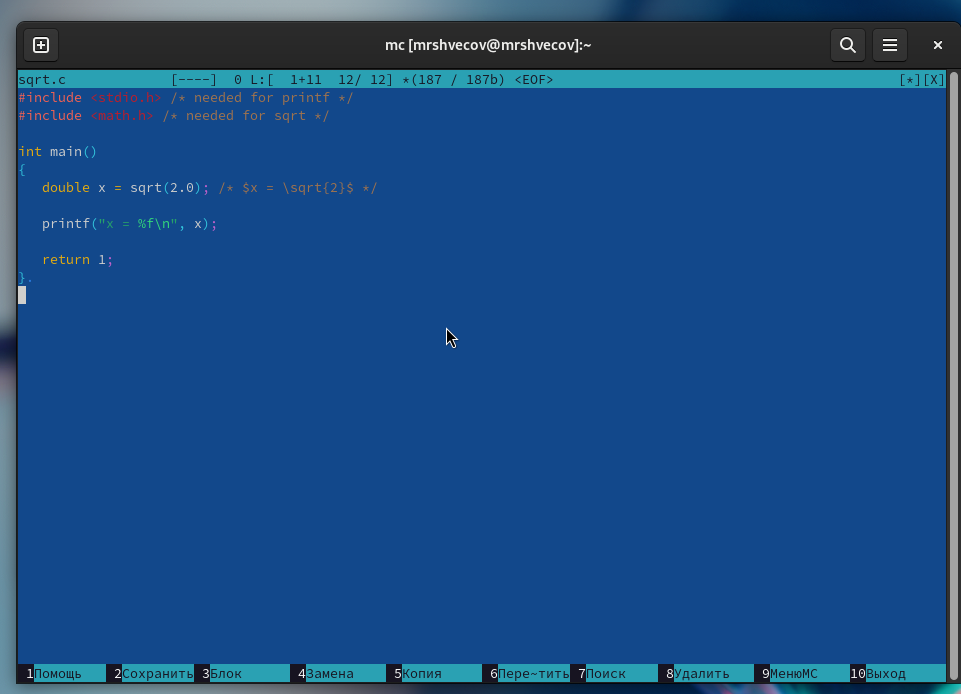 mc [mrshvecov@mrshvecov]:~
sqrt.c [----] 0 L:[ 1+11 12/ 12] *(187 / 187b) <EOF> [*][X]
#include <stdio.h> /* needed for printf */
#include <math.h> /* needed for sqrt */
int main()
{
double x = sqrt(2.0); /* $x = \sqrt{2}$ */
printf("x = %f\n", x);
return 1;
}.
1Помощь 2Сохранить 3Блок 4Замена 5Копия 6Пере~тить 7Поиск 8Удалить 9МенюMC 10Выход